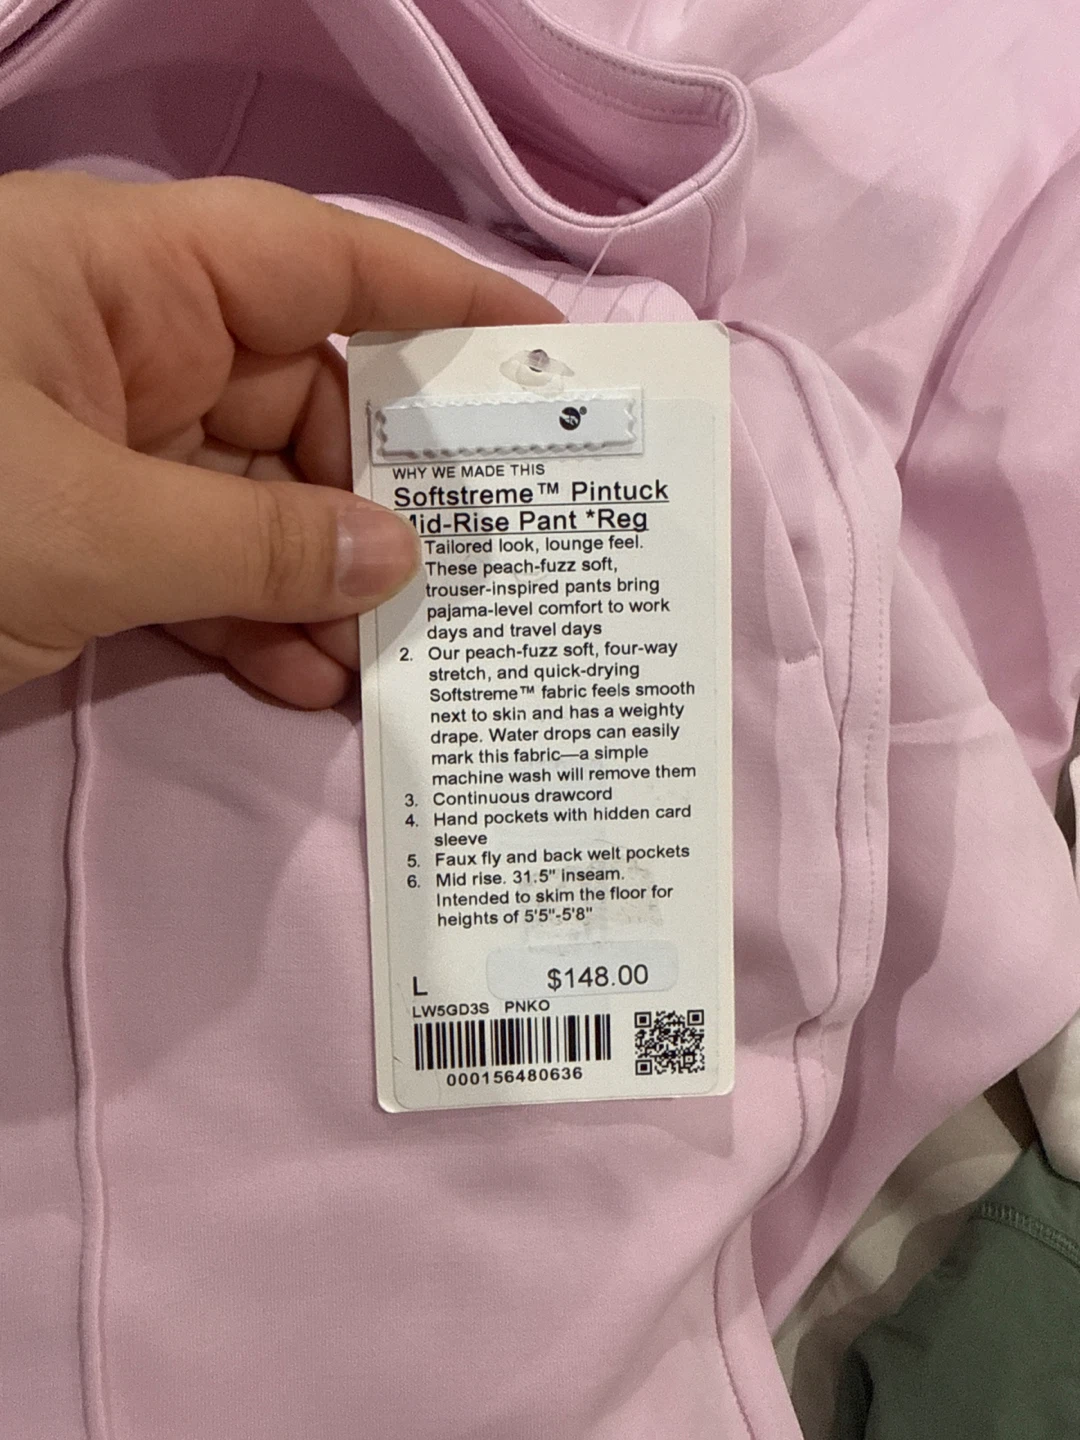 WHY WE MADE THIS
Softstreme™ Pintuck
Mid-Rise Pant *Reg
Tailored look, lounge feel.
These peach-fuzz soft,
trouser-inspired pants bring
pajama-level comfort to work
days and travel days
2. Our peach-fuzz soft, four-way
stretch, and quick-drying
Softstreme™ fabric feels smooth
next to skin and has a weighty
drape. Water drops can easily
mark this fabric—a simple
machine wash will remove them
3. Continuous drawcord
4. Hand pockets with hidden card
sleeve
5. Faux fly and back welt pockets
6. Mid rise. 31.5" inseam.
Intended to skim the floor for
heights of 5'5"-5'8"
L $148.00
LW5GD3S PNKO
000156480636